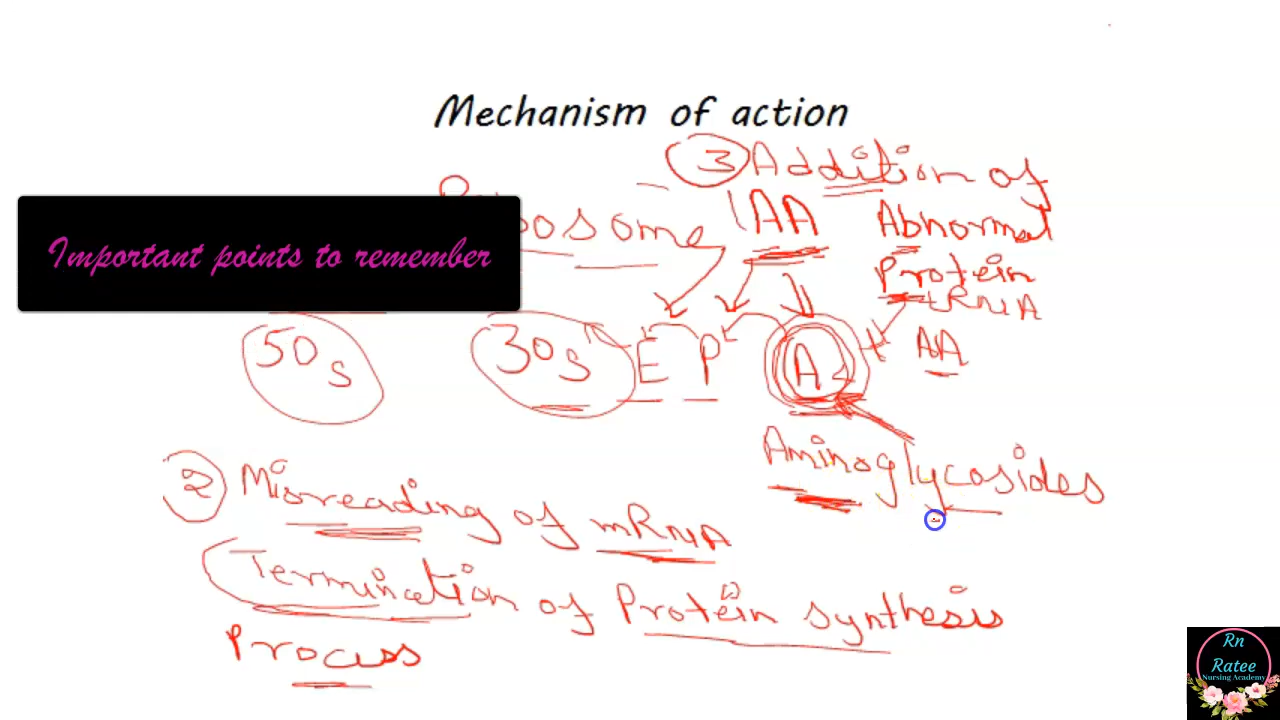 Mechanism of action
3 Addition of
AA Abnormal
Important points to remember
Protein
tRNA
AA
50s 30s E P A
Aminoglycosides
2 Misreading of mRNA
Termination of Protein synthesis
Process
Rn
Ratee
Nursing Academy